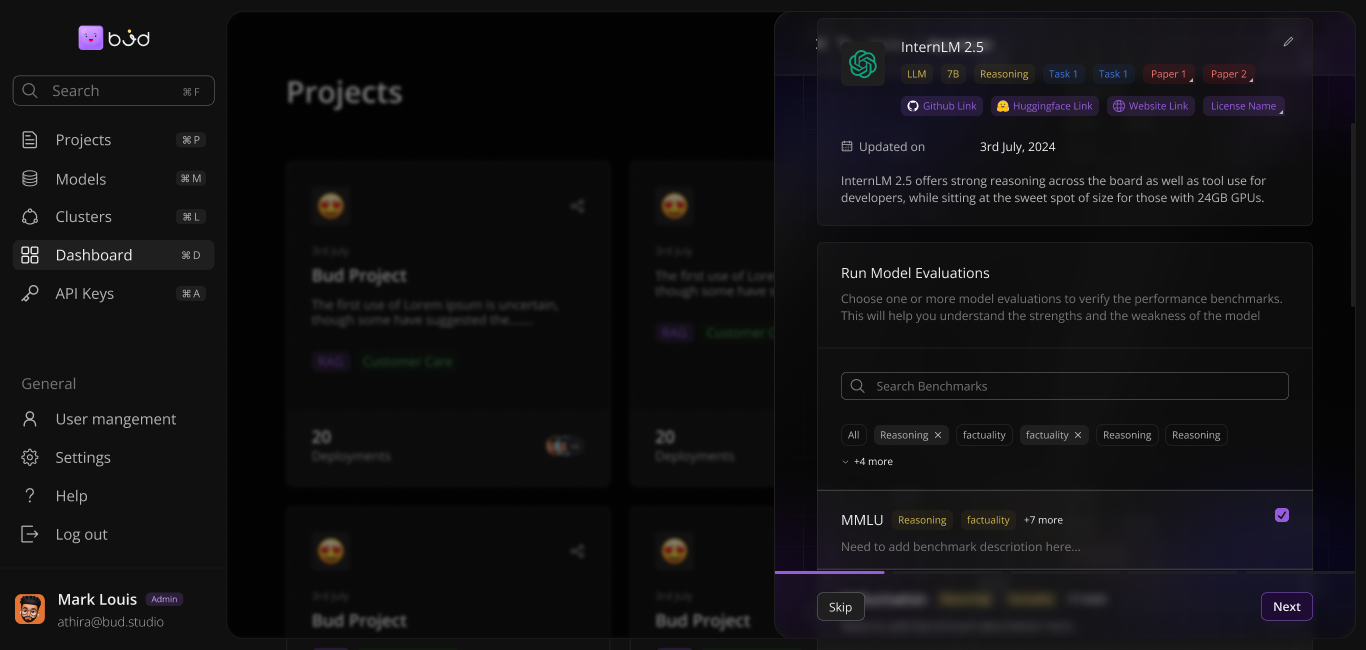 bud
Search ⌘ F
Projects ⌘ P
Models ⌘ M
Clusters ⌘ L
Dashboard ⌘ D
API Keys ⌘ A
General
User mangement
Settings
? Help
Log out
Mark Louis Admin
athira@bud.studio
Projects
3rd July
Bud Project
The first use of Lorem ipsum is uncertain,
though some have suggested the......
RAG Customer Care
20
Deployments
3rd July
The first use of Lore
though some have s
RAG Customer C
20
Deployments
3rd July
Bud Project
3rd July
Bud Project
InternLM 2.5
LLM 7B Reasoning Task 1 Task 1 Paper 1 Paper 2
Github Link Huggingface Link Website Link License Name
Updated on 3rd July, 2024
InternLM 2.5 offers strong reasoning across the board as well as tool use for
developers, while sitting at the sweet spot of size for those with 24GB GPUs.
Run Model Evaluations
Choose one or more model evaluations to verify the performance benchmarks.
This will help you understand the strengths and the weakness of the model
Search Benchmarks
All Reasoning × factuality factuality × Reasoning Reasoning
+4 more
MMLU Reasoning factuality +7 more
Need to add benchmark description here...
Skip Next